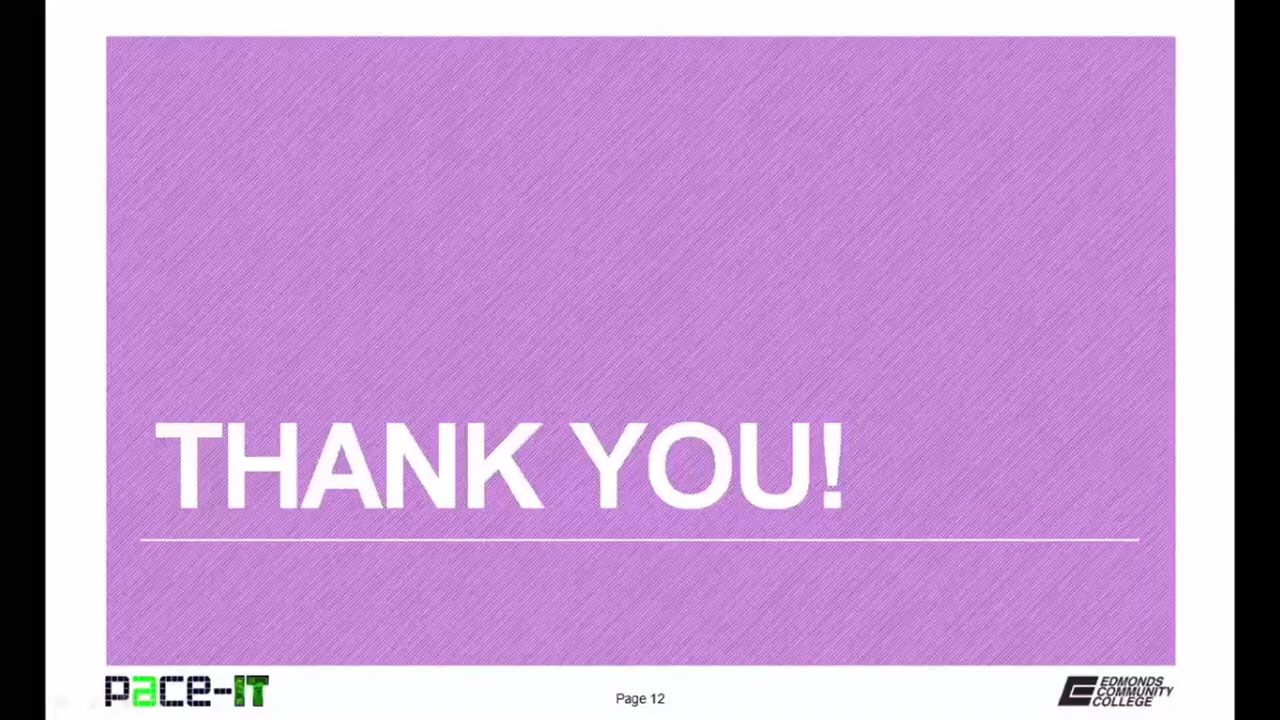 THANK YOU!
pace-IT
Page 12
EDMONDS
COMMUNITY
COLLEGE